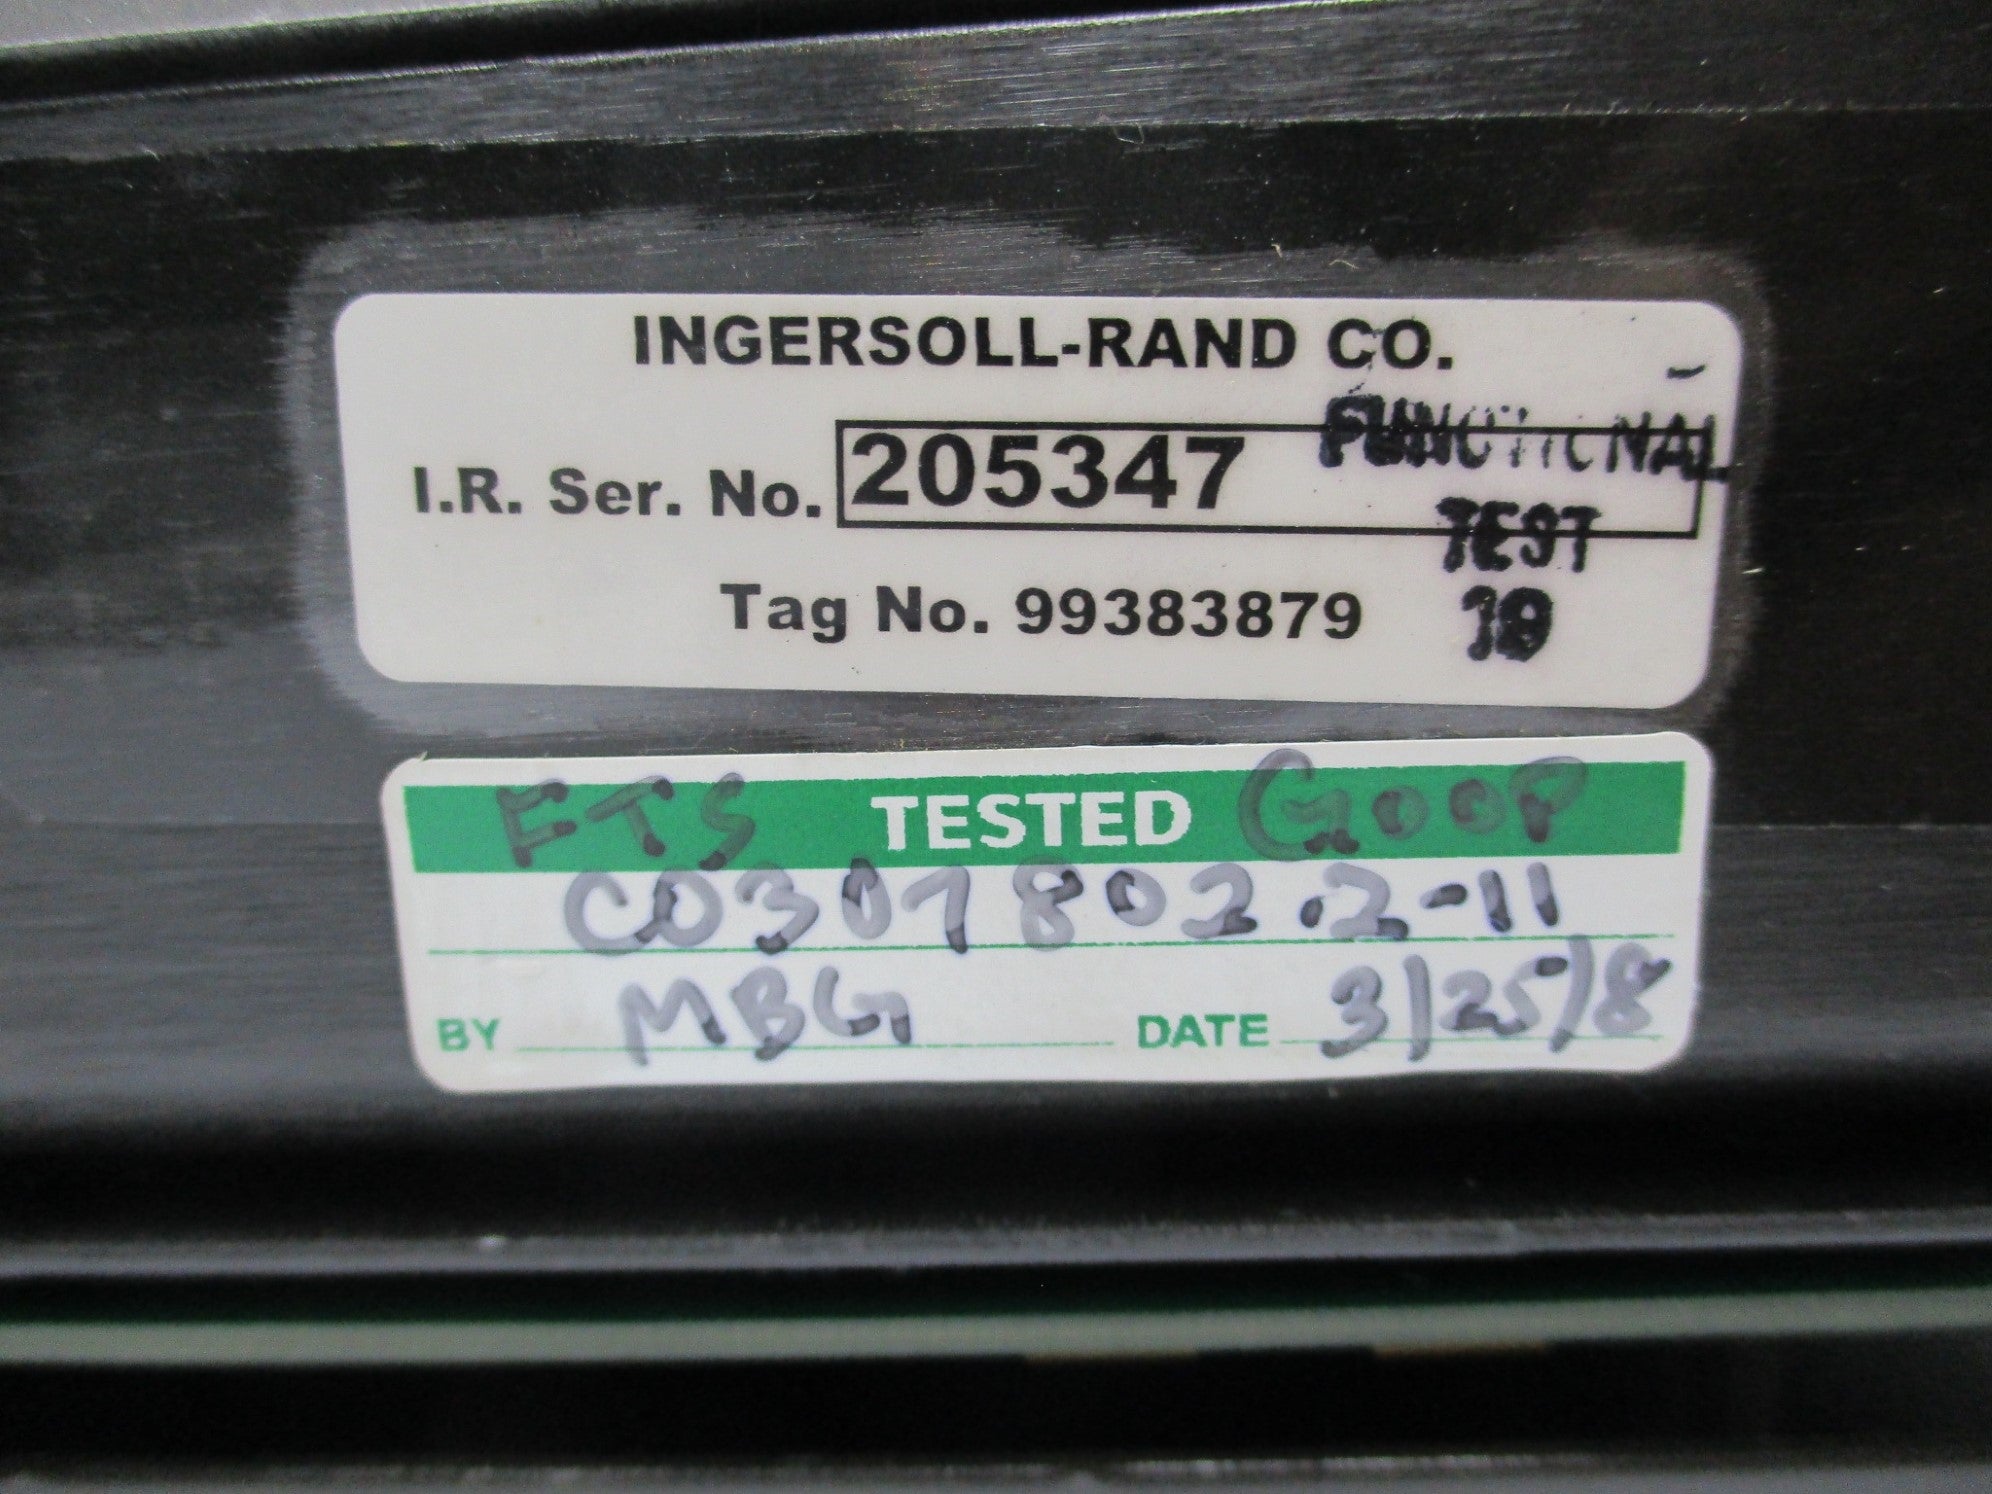 INGERSOLL-RAND CO.
I.R. Ser. No. 205347
FUNCTIONAL
TEST
Tag No. 99383879
10
FTS TESTED GOOD
C0307802.2-11
BY MBG DATE 3/25/8